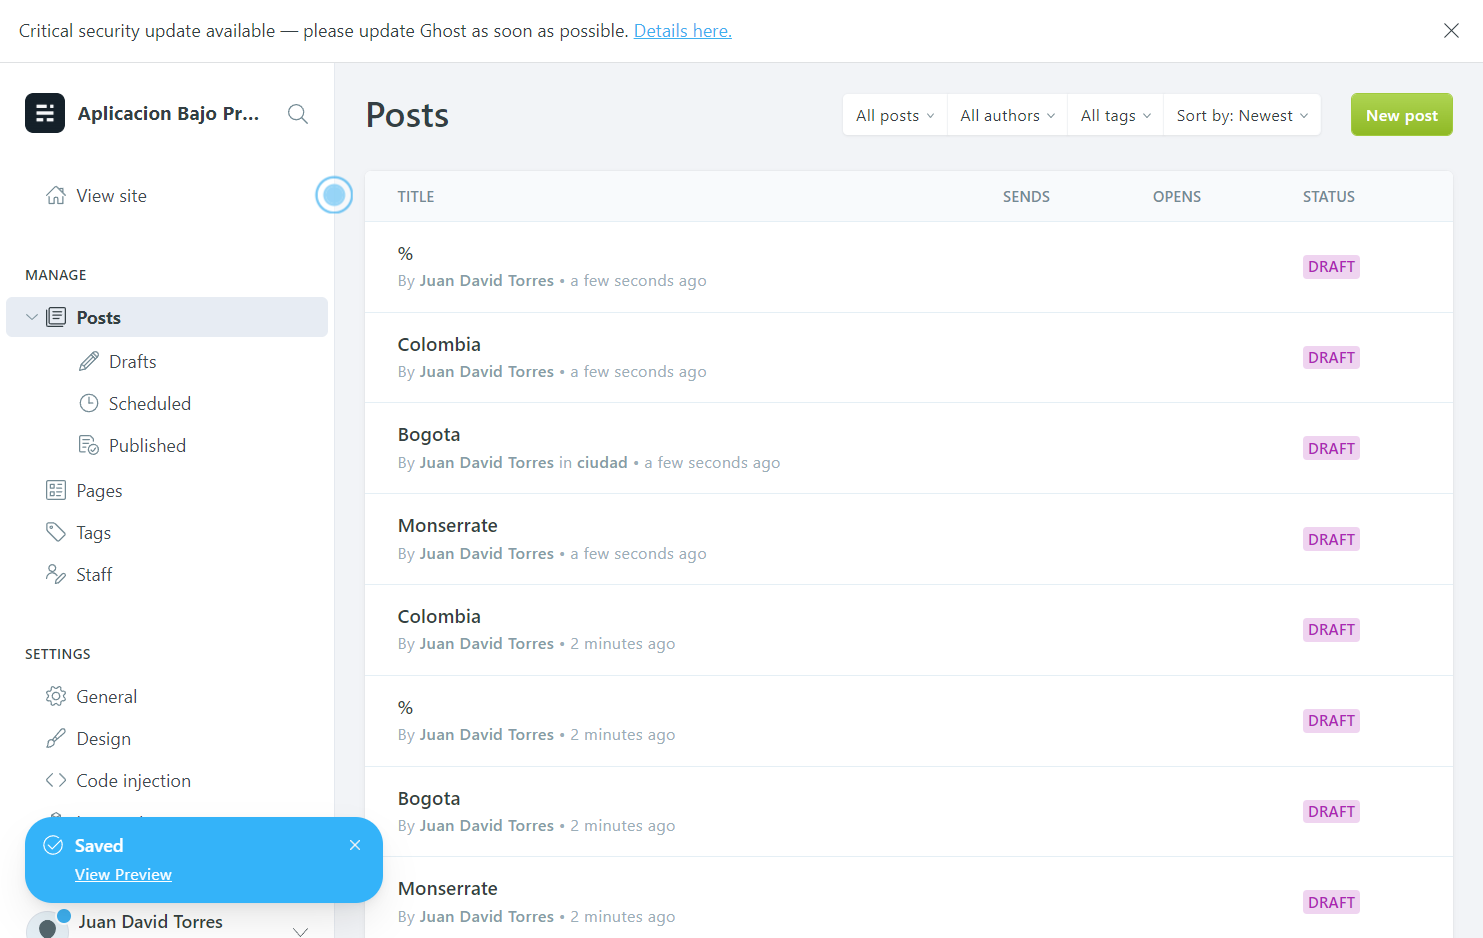 Critical security update available — please update Ghost as soon as possible. Details here.
Aplicacion Bajo Pr...
View site
MANAGE
Posts
Drafts
Scheduled
Published
Pages
Tags
Staff
SETTINGS
General
Design
Code injection
Saved
View Preview
Juan David Torres
Posts
All posts
All authors
All tags
Sort by: Newest
New post
TITLE SENDS OPENS STATUS
%
By Juan David Torres • a few seconds ago
DRAFT
Colombia
By Juan David Torres • a few seconds ago
DRAFT
Bogota
By Juan David Torres in ciudad • a few seconds ago
DRAFT
Monserrate
By Juan David Torres • a few seconds ago
DRAFT
Colombia
By Juan David Torres • 2 minutes ago
DRAFT
%
By Juan David Torres • 2 minutes ago
DRAFT
Bogota
By Juan David Torres • 2 minutes ago
DRAFT
Monserrate
By Juan David Torres • 2 minutes ago
DRAFT